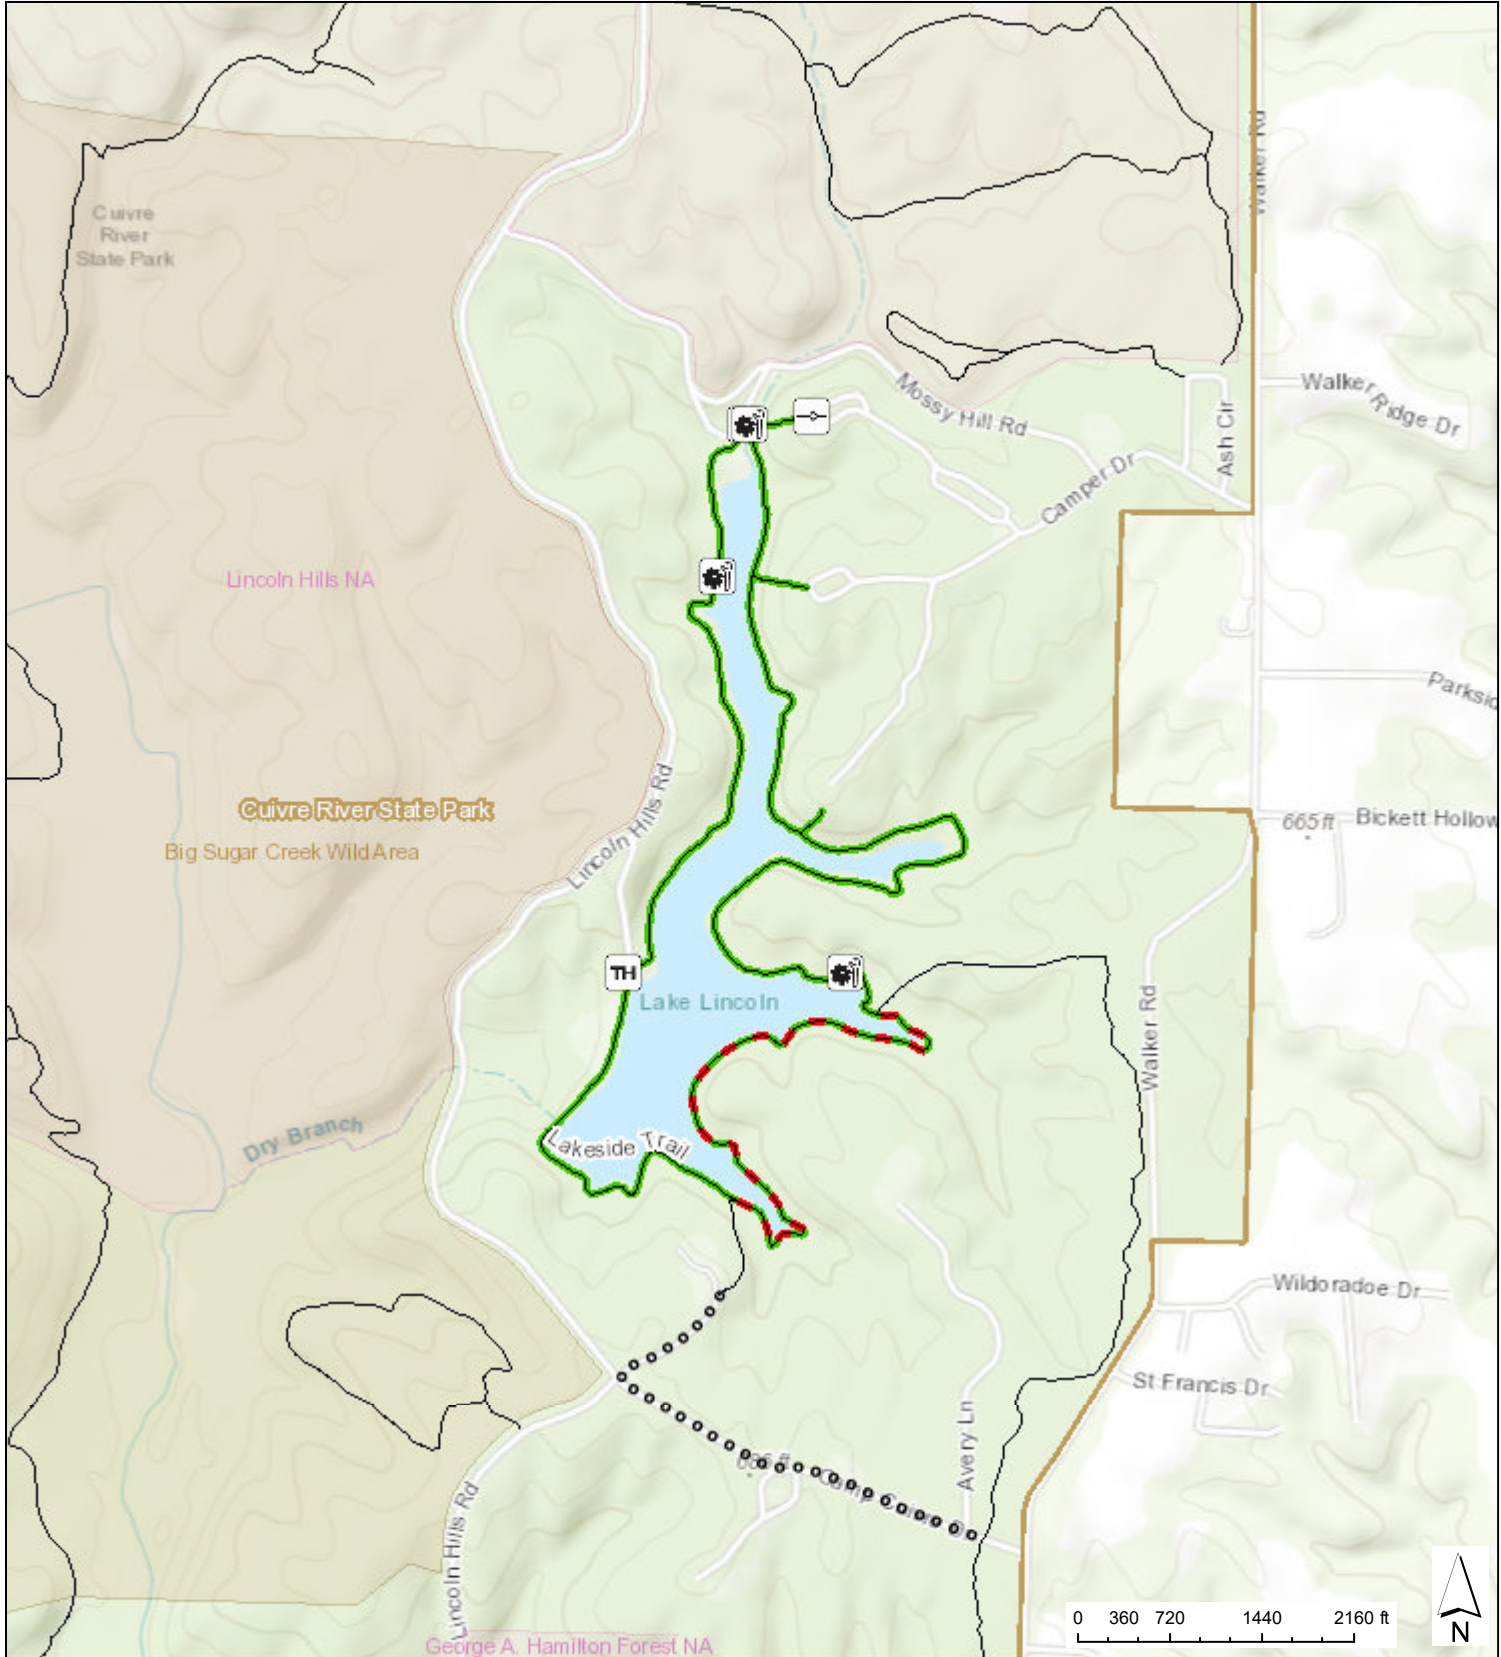 Walker Rd
Cuivre
River
State Park
Walker
Ridge Dr
Mossy Hill Rd
Ash Cir
Camper Dr
Lincoln Hills NA
Parksid
Lincoln Hills Rd
Cuivre River State Park
665 ft
Bickett Hollow
Big Sugar Creek Wild Area
TH
Lake Lincoln
Walker Rd
Dry Branch
Lakeside Trail
Wildoradoe Dr
St Francis Dr
Avery Ln
Lincoln Hills Rd
George A. Hamilton Forest NA
0 360 720 1440 2160 ft
N